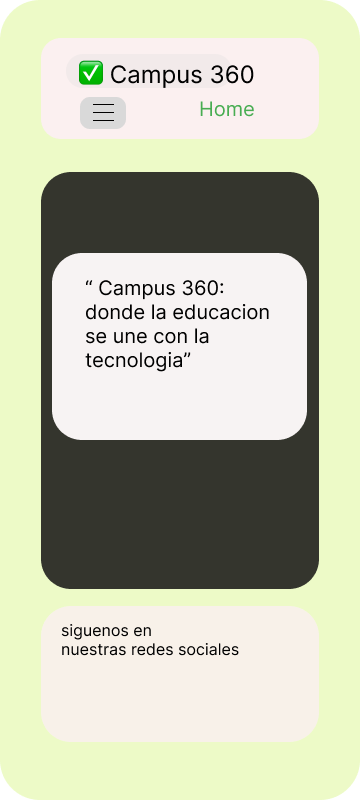 ✅ Campus 360
Home
“ Campus 360:
donde la educacion
se une con la
tecnologia”
siguenos en
nuestras redes sociales